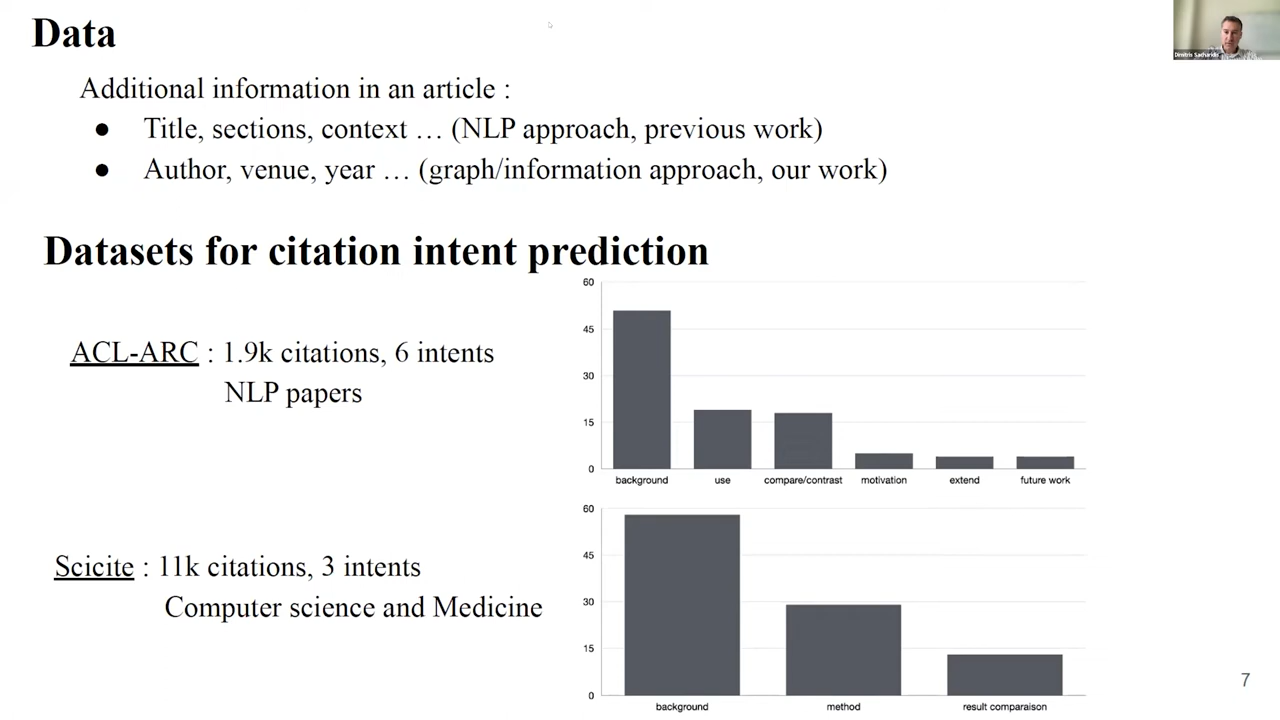 Data
Dimitris Sacharidis
Additional information in an article :
● Title, sections, context … (NLP approach, previous work)
● Author, venue, year … (graph/information approach, our work)
Datasets for citation intent prediction
ACL-ARC : 1.9k citations, 6 intents
NLP papers
60
45
30
15
0
background use compare/contrast motivation extend future work
Scicite : 11k citations, 3 intents
Computer science and Medicine
60
45
30
15
0
background method result comparaison
7